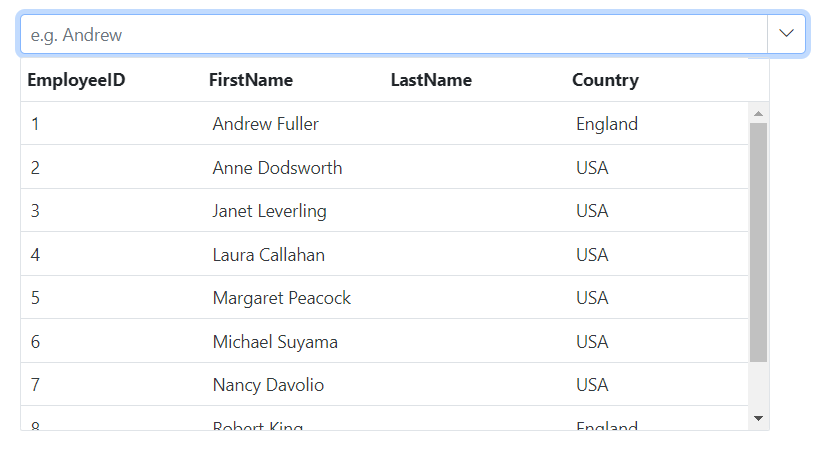 e.g. Andrew
EmployeeID FirstName LastName Country
1 Andrew Fuller England
2 Anne Dodsworth USA
3 Janet Leverling USA
4 Laura Callahan USA
5 Margaret Peacock USA
6 Michael Suyama USA
7 Nancy Davolio USA
8 Robert King England